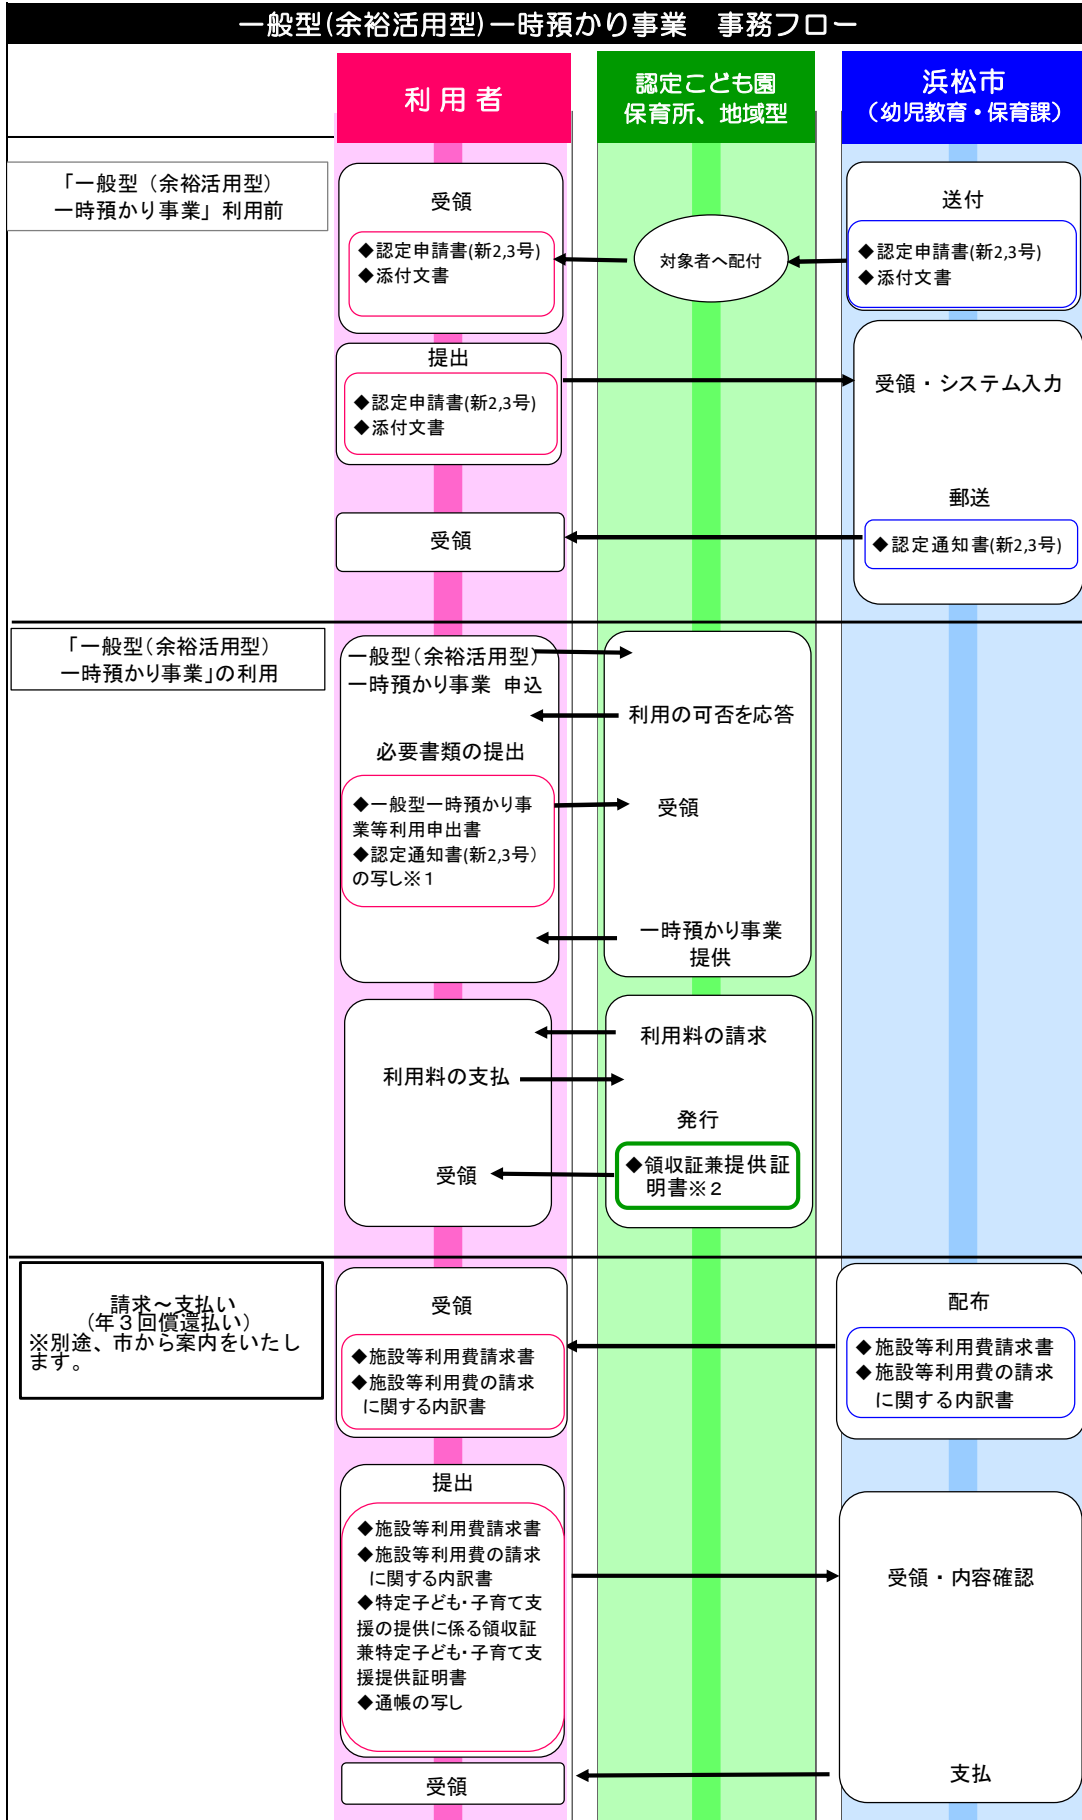 一般型(余裕活用型)一時預かり事業　事務フロー
利用者
認定こども園
保育所、地域型
浜松市
（幼児教育・保育課）
「一般型（余裕活用型）
一時預かり事業」利用前
受領
◆認定申請書(新2,3号)
◆添付文書
対象者へ配付
送付
◆認定申請書(新2,3号)
◆添付文書
提出
◆認定申請書(新2,3号)
◆添付文書
受領・システム入力
郵送
◆認定通知書(新2,3号)
受領
「一般型（余裕活用型）
一時預かり事業」の利用
一般型（余裕活用型）
一時預かり事業 申込
利用の可否を応答
必要書類の提出
◆一般型一時預かり事
業等利用申出書
◆認定通知書(新2,3号）
の写し※１
受領
一時預かり事業
提供
利用料の請求
利用料の支払
発行
◆領収証兼提供証
明書※２
受領
請求～支払い
（年３回償還払い）
※別途、市から案内をいたし
ます。
受領
◆施設等利用費請求書
◆施設等利用費の請求
に関する内訳書
配布
◆施設等利用費請求書
◆施設等利用費の請求
に関する内訳書
提出
◆施設等利用費請求書
◆施設等利用費の請求
に関する内訳書
◆特定子ども・子育て支
援の提供に係る領収証
兼特定子ども・子育て支
援提供証明書
◆通帳の写し
受領・内容確認
支払
受領